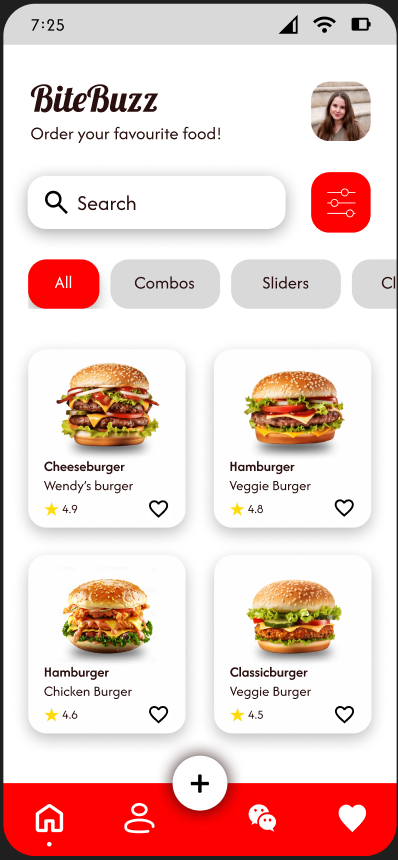 7:25
BiteBuzz
Order your favourite food!
Search
All Combos Sliders Cl
Cheeseburger
Wendy's burger
4.9
Hamburger
Veggie Burger
4.8
Hamburger
Chicken Burger
4.6
Classicburger
Veggie Burger
4.5